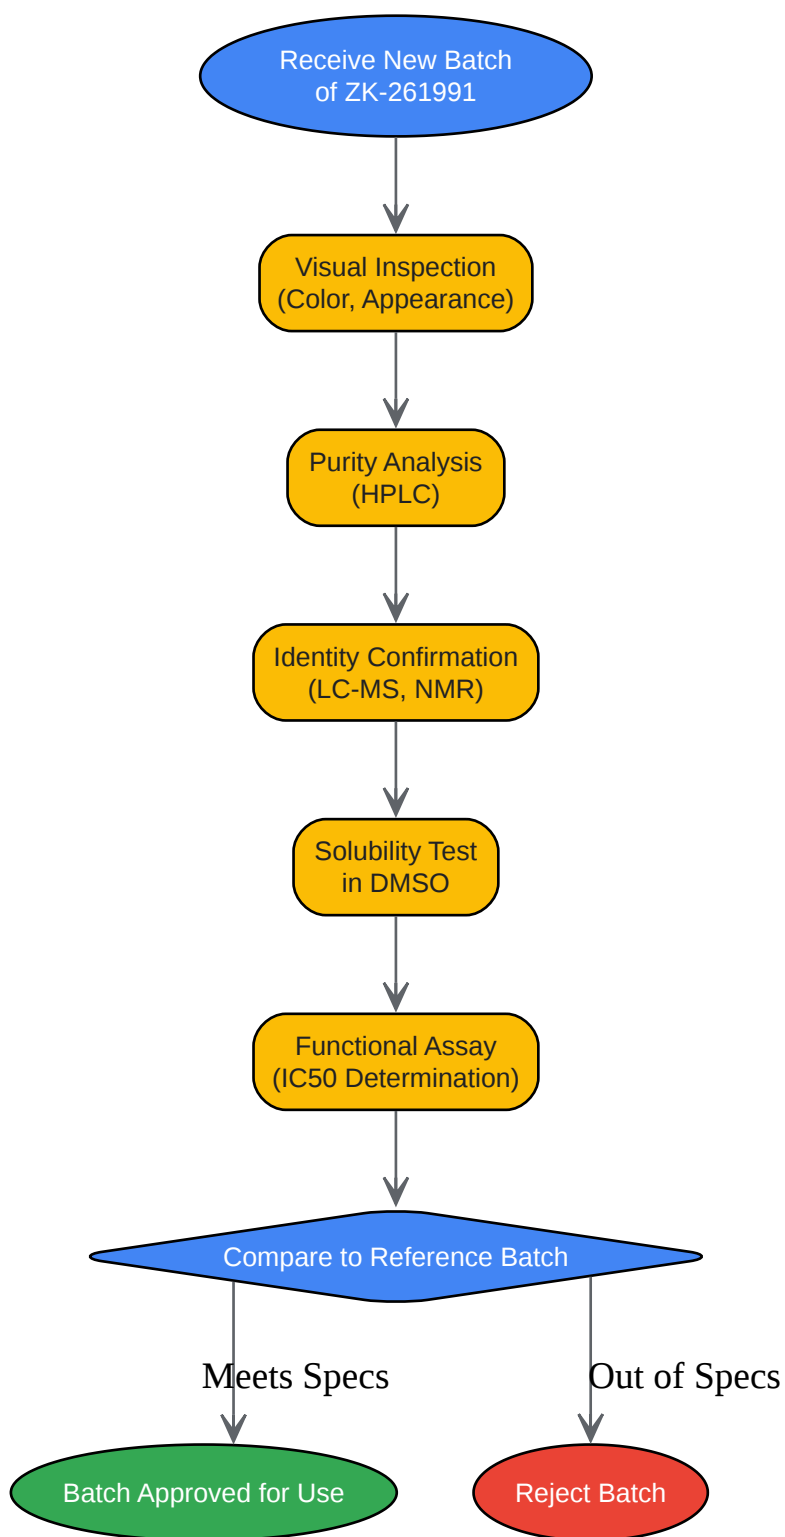 Receive New Batch
of ZK-261991
Visual Inspection
(Color, Appearance)
Purity Analysis
(HPLC)
Identity Confirmation
(LC-MS, NMR)
Solubility Test
in DMSO
Functional Assay
(IC50 Determination)
Compare to Reference Batch
Meets Specs
Out of Specs
Batch Approved for Use
Reject Batch